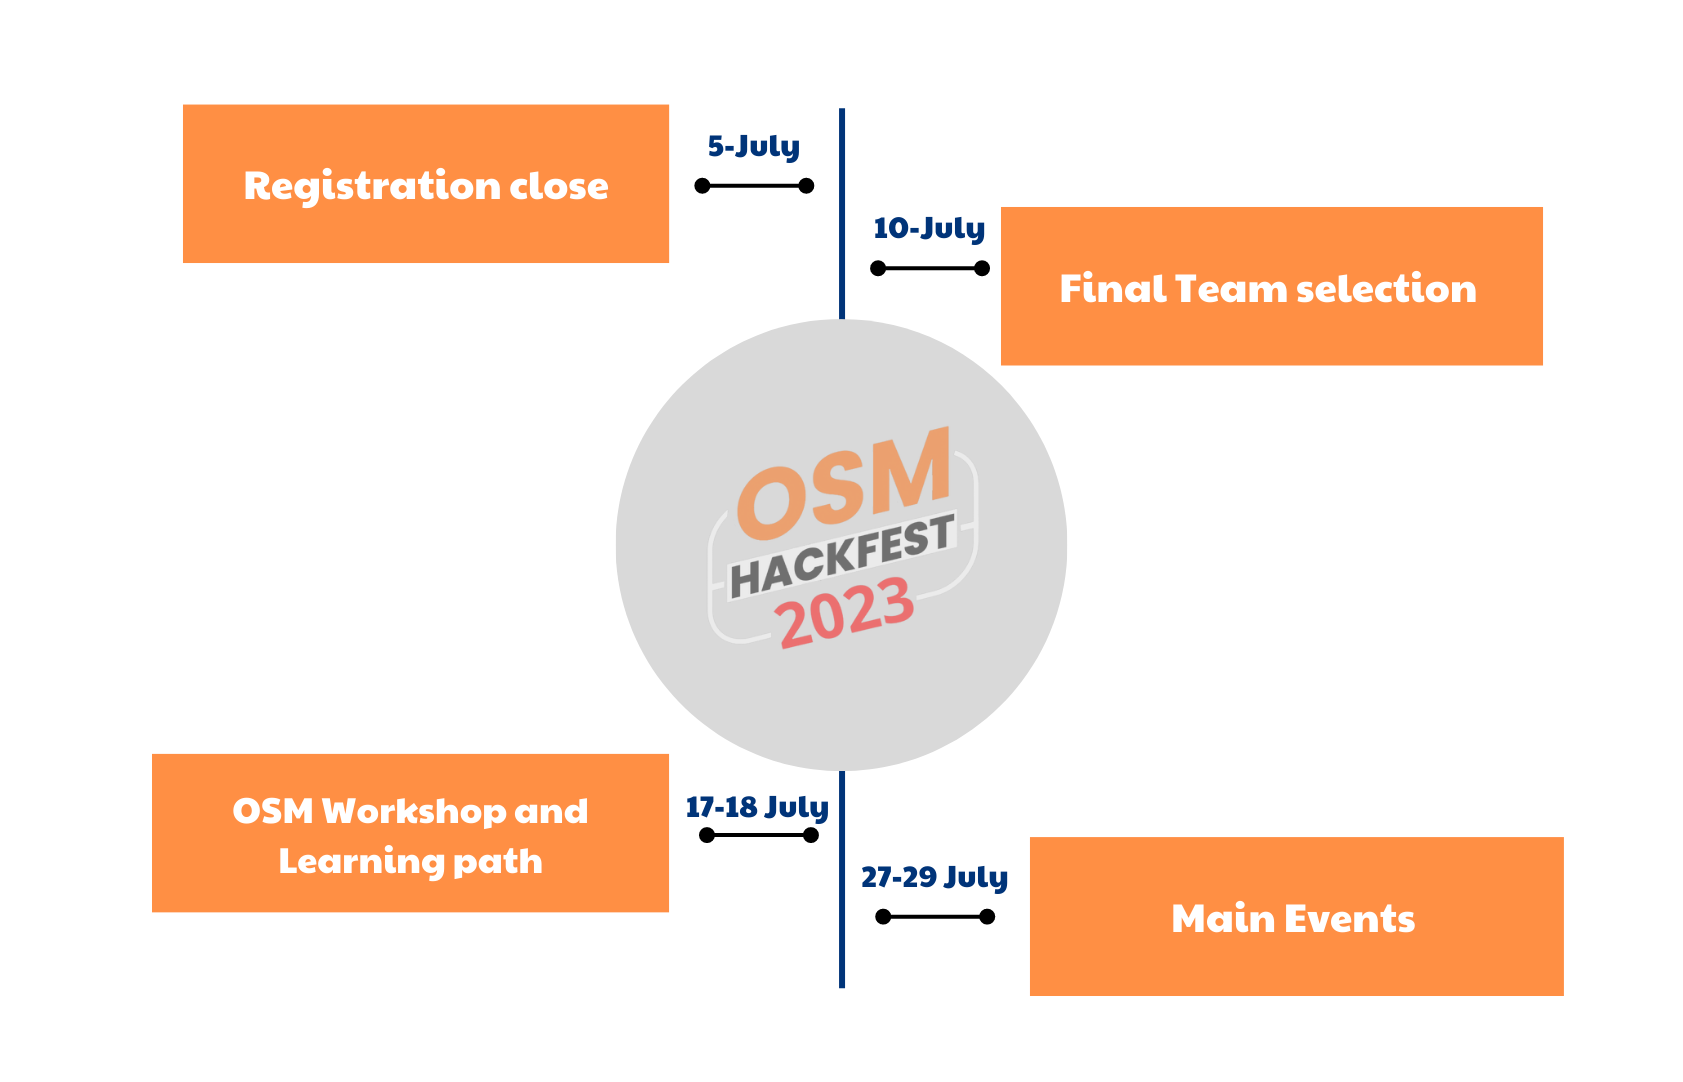 5-July
Registration close
10-July
Final Team selection
OSM
HACKFEST
2023
17-18 July
OSM Workshop and
Learning path
27-29 July
Main Events